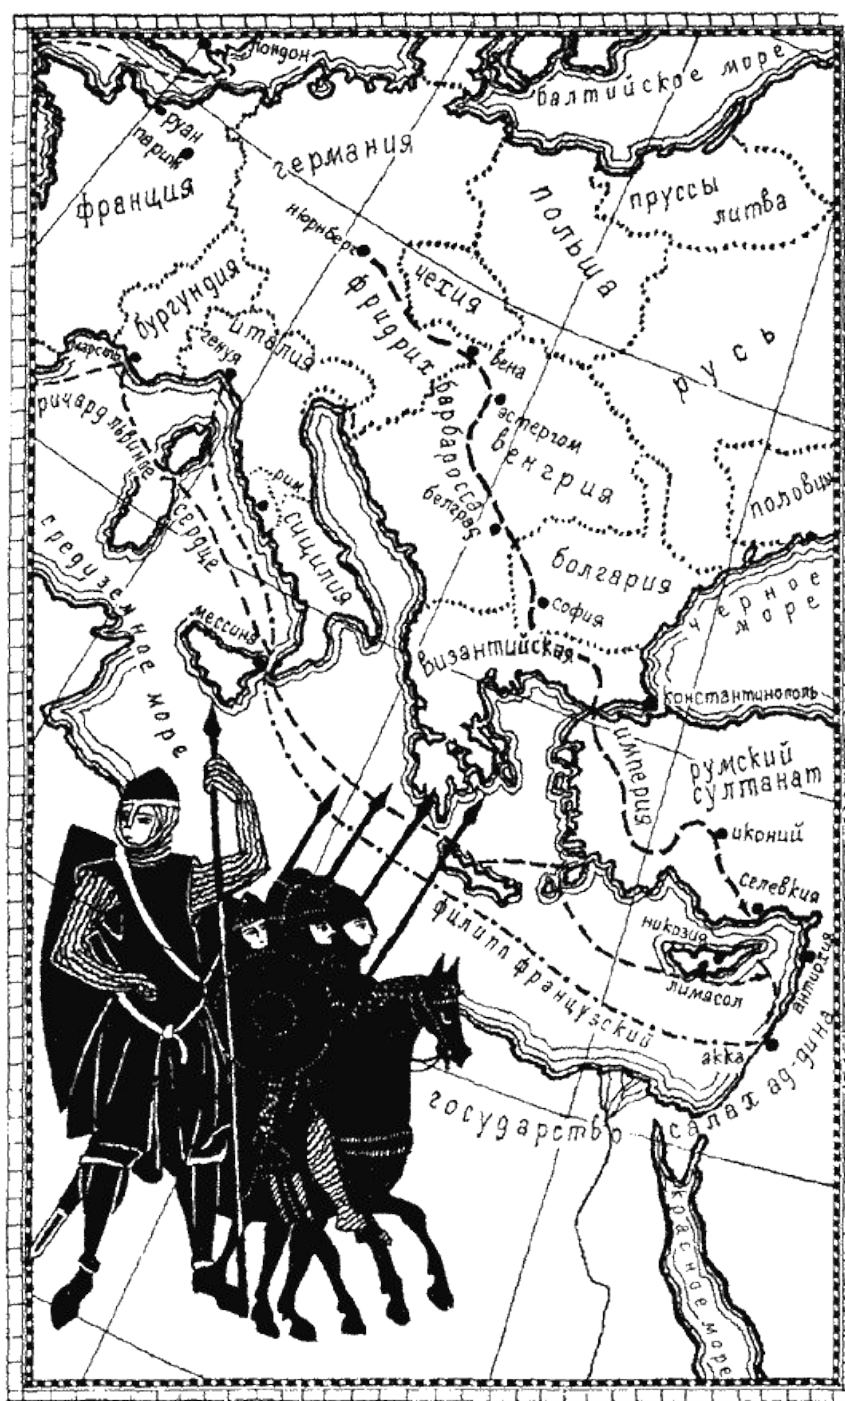 лондон
балтийское море
руан
париж
германия
франция
пруссы
литва
польша
нюрнберг
чехия
бургундия
италия
генуя
фридрих барбаросса
русь
марсель
вена
ричард львиное сердце
эстергом
венгрия
рим
сицилия
белград
половцы
средиземное море
болгария
софия
черное море
мессина
византийская империя
константинополь
румский султанат
иконий
селевкия
никозия
филипп французский
лимасол
антиохия
акка
государство салах ад-дина
красное море